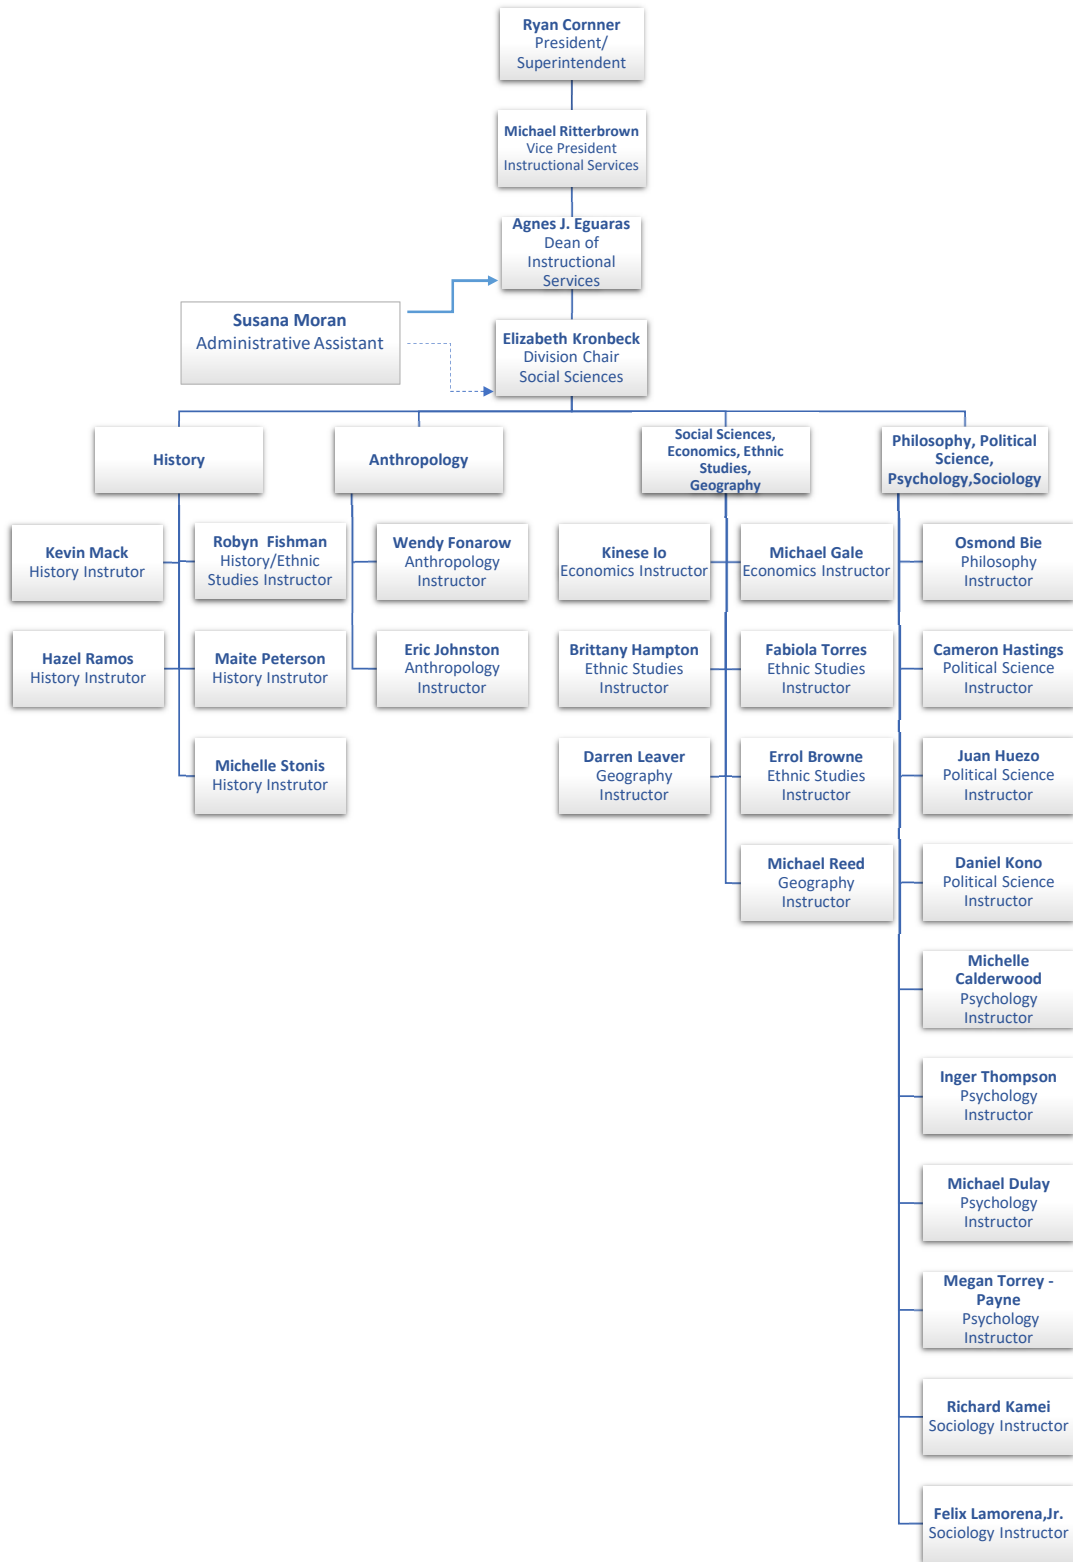 Ryan Cornner
President/
Superintendent
Michael Ritterbrown
Vice President
Instructional Services
Agnes J. Eguaras
Dean of
Instructional
Services
Susana Moran
Administrative Assistant
Elizabeth Kronbeck
Division Chair
Social Sciences
History
Anthropology
Social Sciences,
Economics, Ethnic
Studies,
Geography
Philosophy, Political
Science,
Psychology,Sociology
Kevin Mack
History Instrutor
Robyn  Fishman
History/Ethnic
Studies Instructor
Wendy Fonarow
Anthropology
Instructor
Kinese Io
Economics Instructor
Michael Gale
Economics Instructor
Osmond Bie
Philosophy
Instructor
Hazel Ramos
History Instrutor
Maite Peterson
History Instrutor
Eric Johnston
Anthropology
Instructor
Brittany Hampton
Ethnic Studies
Instructor
Fabiola Torres
Ethnic Studies
Instructor
Cameron Hastings
Political Science
Instructor
Michelle Stonis
History Instrutor
Darren Leaver
Geography
Instructor
Errol Browne
Ethnic Studies
Instructor
Juan Huezo
Political Science
Instructor
Michael Reed
Geography
Instructor
Daniel Kono
Political Science
Instructor
Michelle
Calderwood
Psychology
Instructor
Inger Thompson
Psychology
Instructor
Michael Dulay
Psychology
Instructor
Megan Torrey -
Payne
Psychology
Instructor
Richard Kamei
Sociology Instructor
Felix Lamorena,Jr.
Sociology Instructor